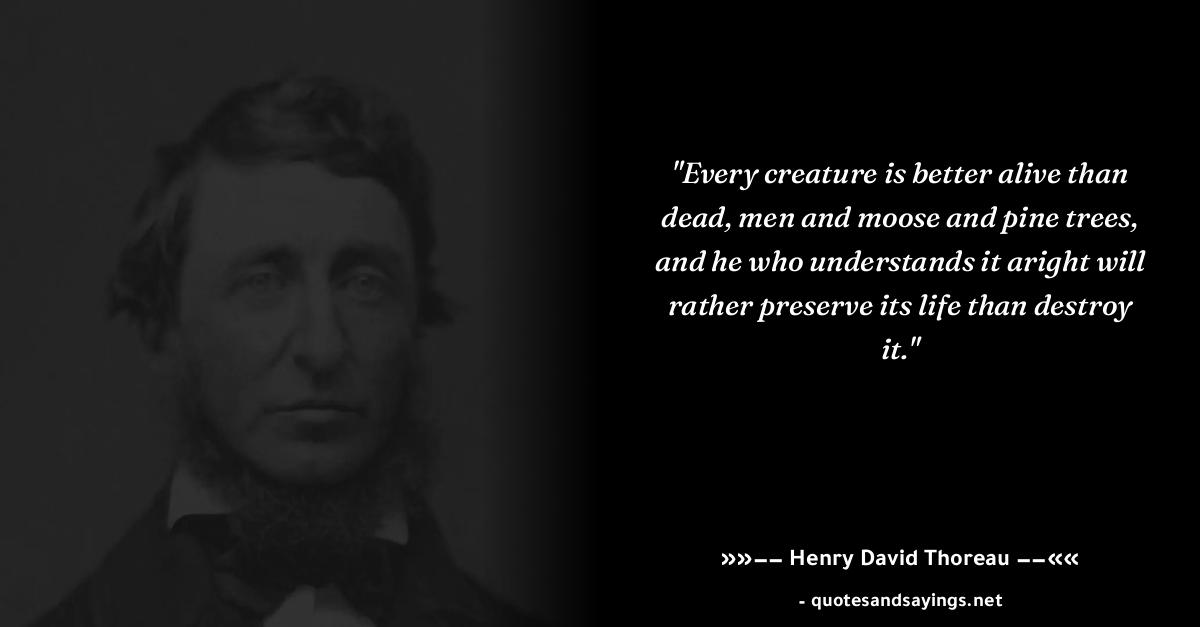 "Every creature is better alive than
dead, men and moose and pine trees,
and he who understands it aright will
rather preserve its life than destroy
it."
»»—— Henry David Thoreau ——««
- quotesandsayings.net